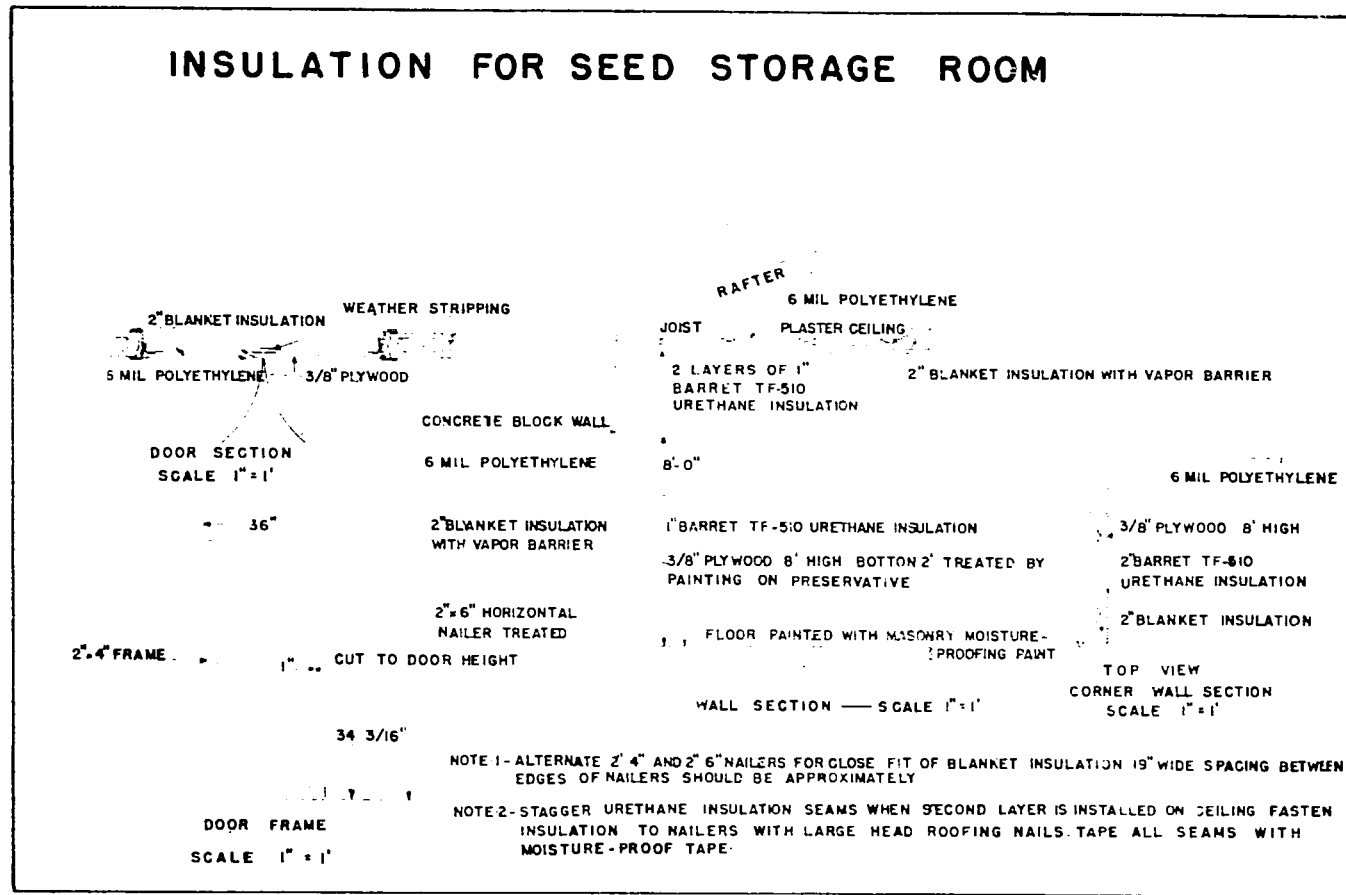 INSULATION FOR SEED STORAGE ROOM
RAFTER
6 MIL POLYETHYLENE
WEATHER STRIPPING
2" BLANKET INSULATION
JOIST
PLASTER CEILING
6 MIL POLYETHYLENE
3/8" PLYWOOD
2 LAYERS OF 1"
BARRET TF-510
URETHANE INSULATION
2" BLANKET INSULATION WITH VAPOR BARRIER
CONCRETE BLOCK WALL
DOOR SECTION
SCALE 1" = 1'
6 MIL POLYETHYLENE
8'-0"
6 MIL POLYETHYLENE
36"
2" BLANKET INSULATION
WITH VAPOR BARRIER
1" BARRET TF-510 URETHANE INSULATION
3/8" PLYWOOD 8' HIGH
3/8" PLYWOOD 8' HIGH BOTTON 2' TREATED BY
PAINTING ON PRESERVATIVE
2" BARRET TF-510
URETHANE INSULATION
2" x 6" HORIZONTAL
NAILER TREATED
2" BLANKET INSULATION
FLOOR PAINTED WITH MASONRY MOISTURE-
PROOFING PAINT
2" x 4" FRAME
1"
CUT TO DOOR HEIGHT
TOP VIEW
CORNER WALL SECTION
SCALE 1" = 1'
WALL SECTION — SCALE 1" = 1'
34 3/16"
NOTE 1 - ALTERNATE 2' 4" AND 2" 6" NAILERS FOR CLOSE FIT OF BLANKET INSULATION 19" WIDE SPACING BETWEEN
EDGES OF NAILERS SHOULD BE APPROXIMATELY
NOTE 2 - STAGGER URETHANE INSULATION SEAMS WHEN SECOND LAYER IS INSTALLED ON CEILING FASTEN
INSULATION TO NAILERS WITH LARGE HEAD ROOFING NAILS. TAPE ALL SEAMS WITH
MOISTURE-PROOF TAPE.
DOOR FRAME
SCALE 1" = 1'